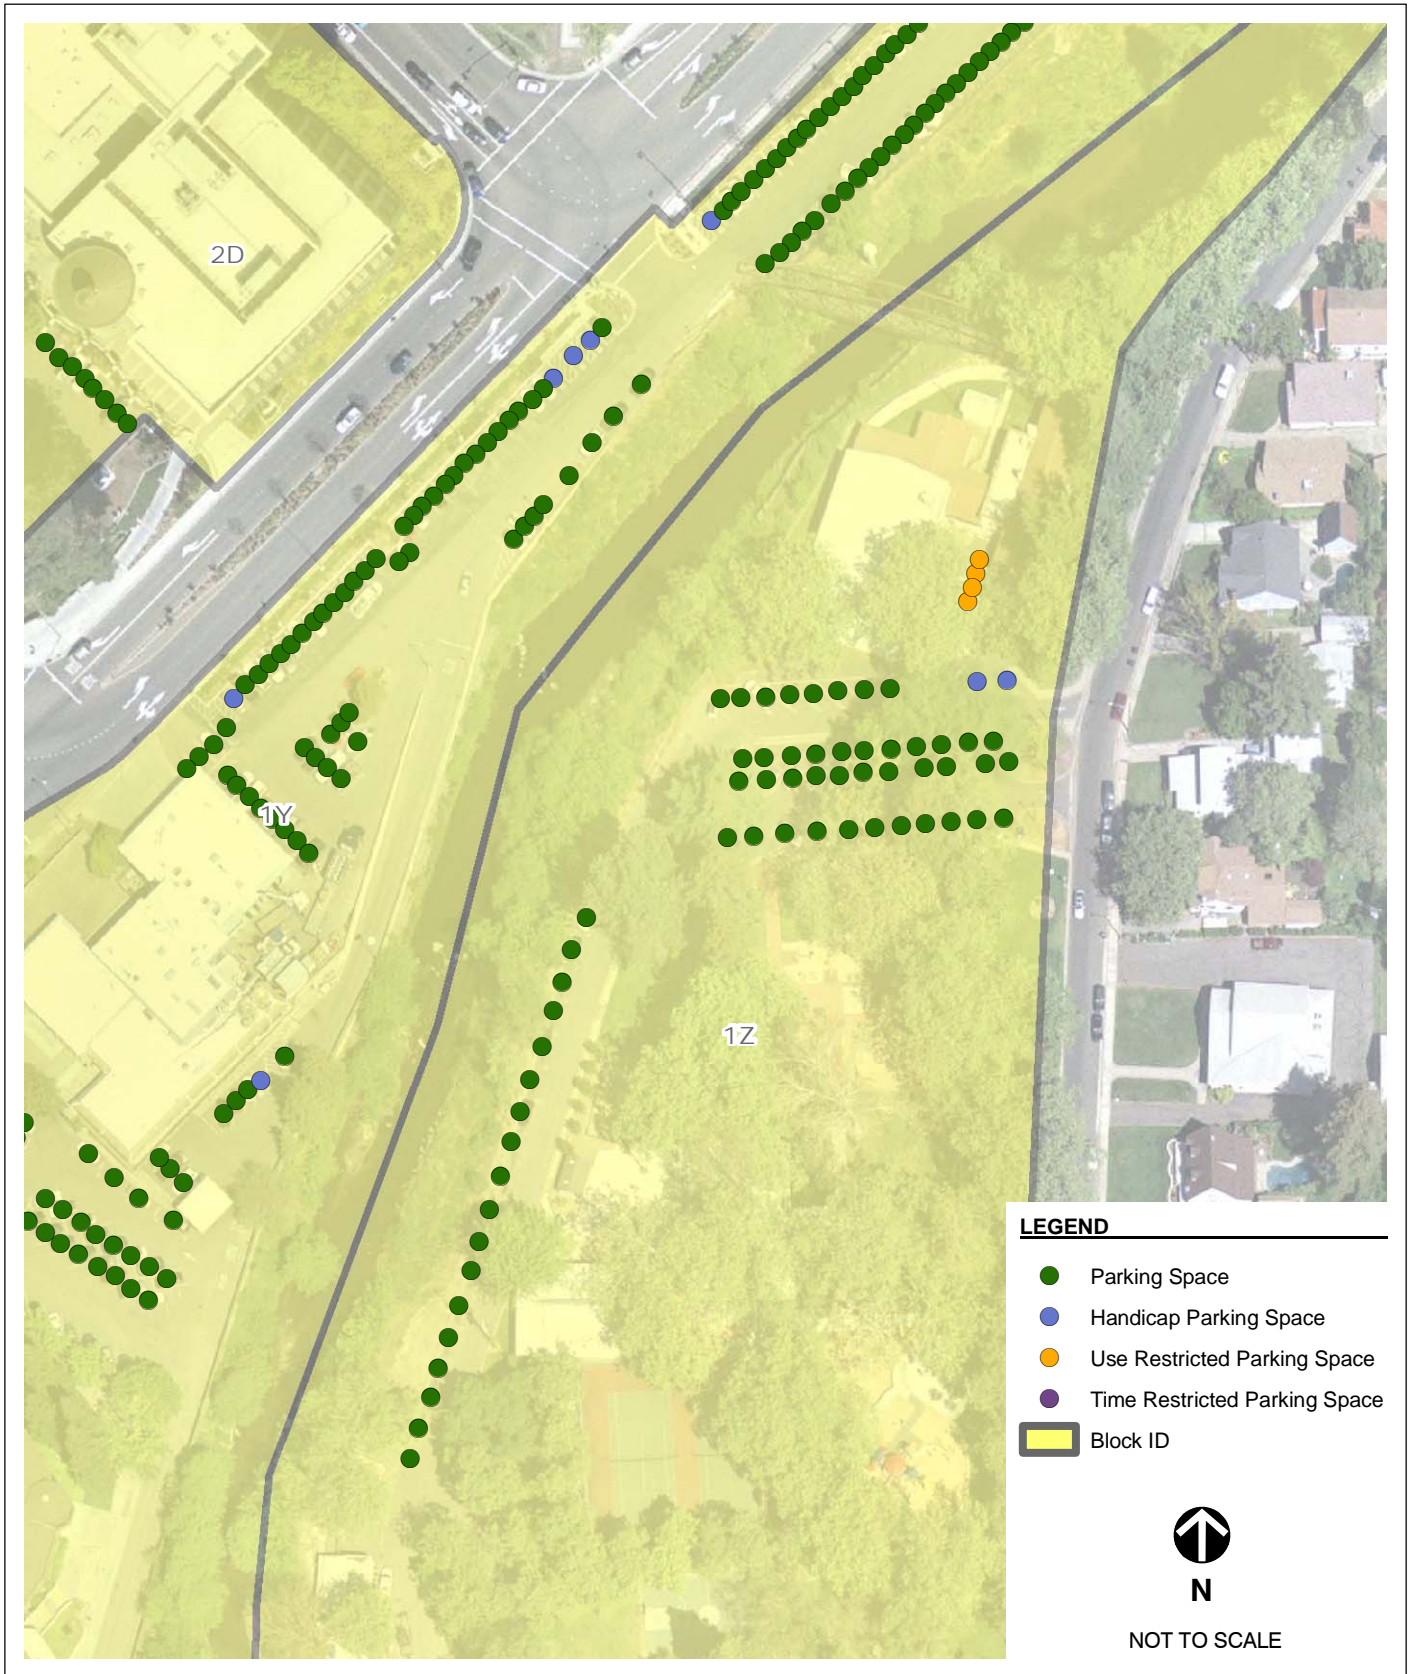 2D
1Y
1Z
LEGEND
Parking Space
Handicap Parking Space
Use Restricted Parking Space
Time Restricted Parking Space
Block ID
N
NOT TO SCALE